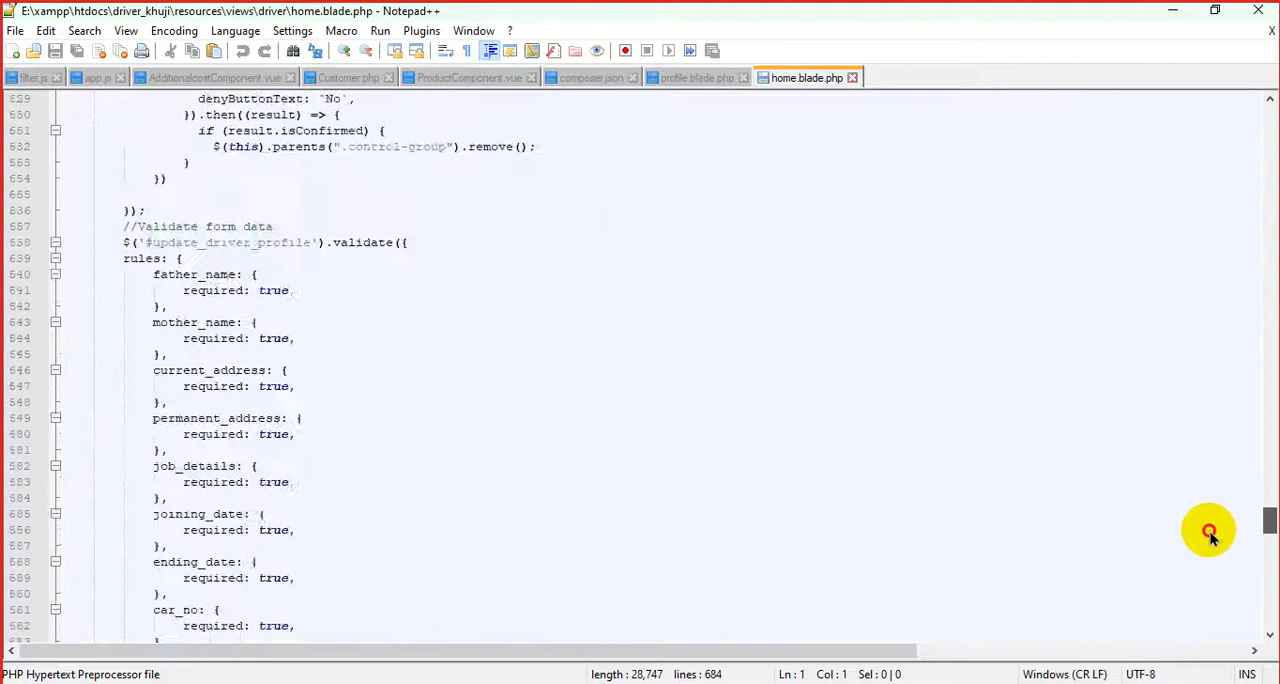 E:\xampp\htdocs\driver_khuji\resources\views\driver\home.blade.php - Notepad++
File Edit Search View Encoding Language Settings Macro Run Plugins Window ? X
filter.js app.js AdditionalcostComponent.vue Customer.php ProductComponent.vue composer.json profile.blade.php home.blade.php
denyButtonText: `No`,
}).then((result) => {
if (result.isConfirmed) {
$(this).parents(".control-group").remove();
}
})
});
//Validate form data
$('#update_driver_profile').validate({
rules: {
father_name: {
required: true,
},
mother_name: {
required: true,
},
current_address: {
required: true,
},
permanent_address: {
required: true,
},
job_details: {
required: true,
},
joining_date: {
required: true,
},
ending_date: {
required: true,
},
car_no: {
required: true,
PHP Hypertext Preprocessor file length : 28,747 lines : 684 Ln : 1 Col : 1 Sel : 0 | 0 Windows (CR LF) UTF-8 INS